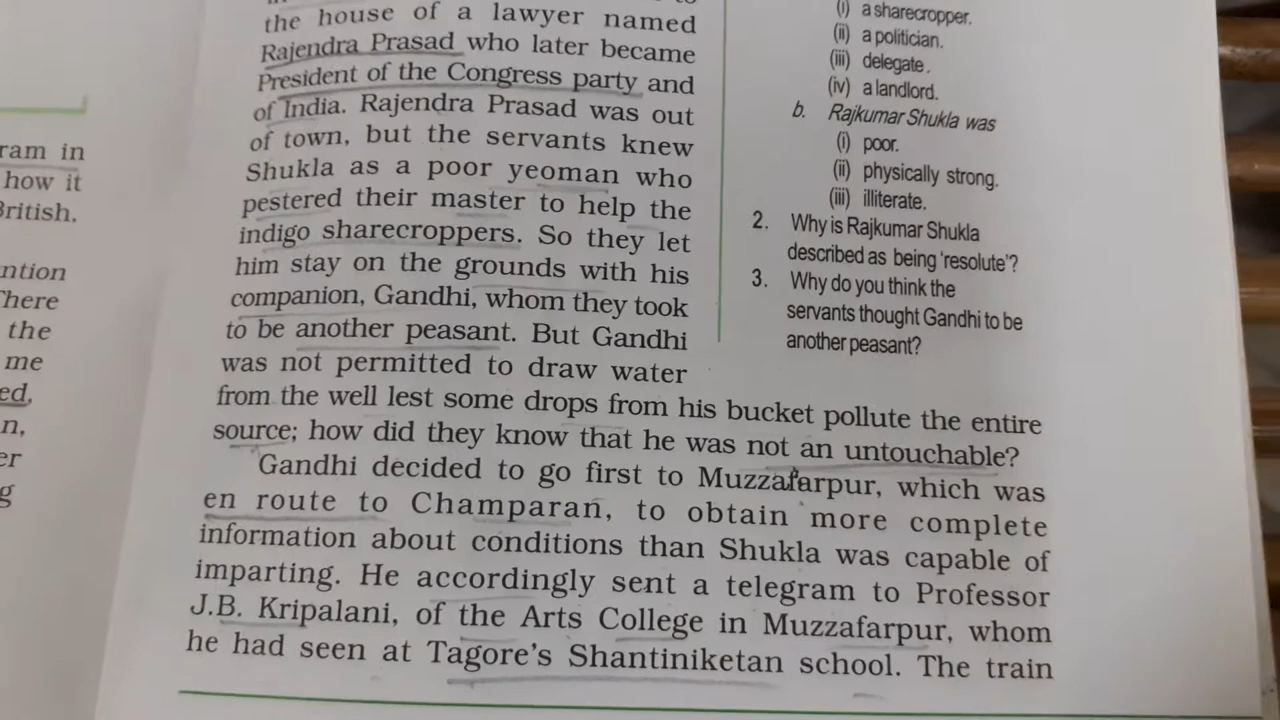 ram in
how it
British.
ntion
There
the
me
ed,
n,
er
g
the house of a lawyer named
Rajendra Prasad who later became
President of the Congress party and
of India. Rajendra Prasad was out
of town, but the servants knew
Shukla as a poor yeoman who
pestered their master to help the
indigo sharecroppers. So they let
him stay on the grounds with his
companion, Gandhi, whom they took
to be another peasant. But Gandhi
was not permitted to draw water
from the well lest some drops from his bucket pollute the entire
source; how did they know that he was not an untouchable?
Gandhi decided to go first to Muzzafarpur, which was
en route to Champaran, to obtain more complete
information about conditions than Shukla was capable of
imparting. He accordingly sent a telegram to Professor
J.B. Kripalani, of the Arts College in Muzzafarpur, whom
he had seen at Tagore's Shantiniketan school. The train
(i) a sharecropper.
(ii) a politician.
(iii) delegate.
(iv) a landlord.
b. Rajkumar Shukla was
(i) poor.
(ii) physically strong.
(iii) illiterate.
2. Why is Rajkumar Shukla
described as being 'resolute'?
3. Why do you think the
servants thought Gandhi to be
another peasant?